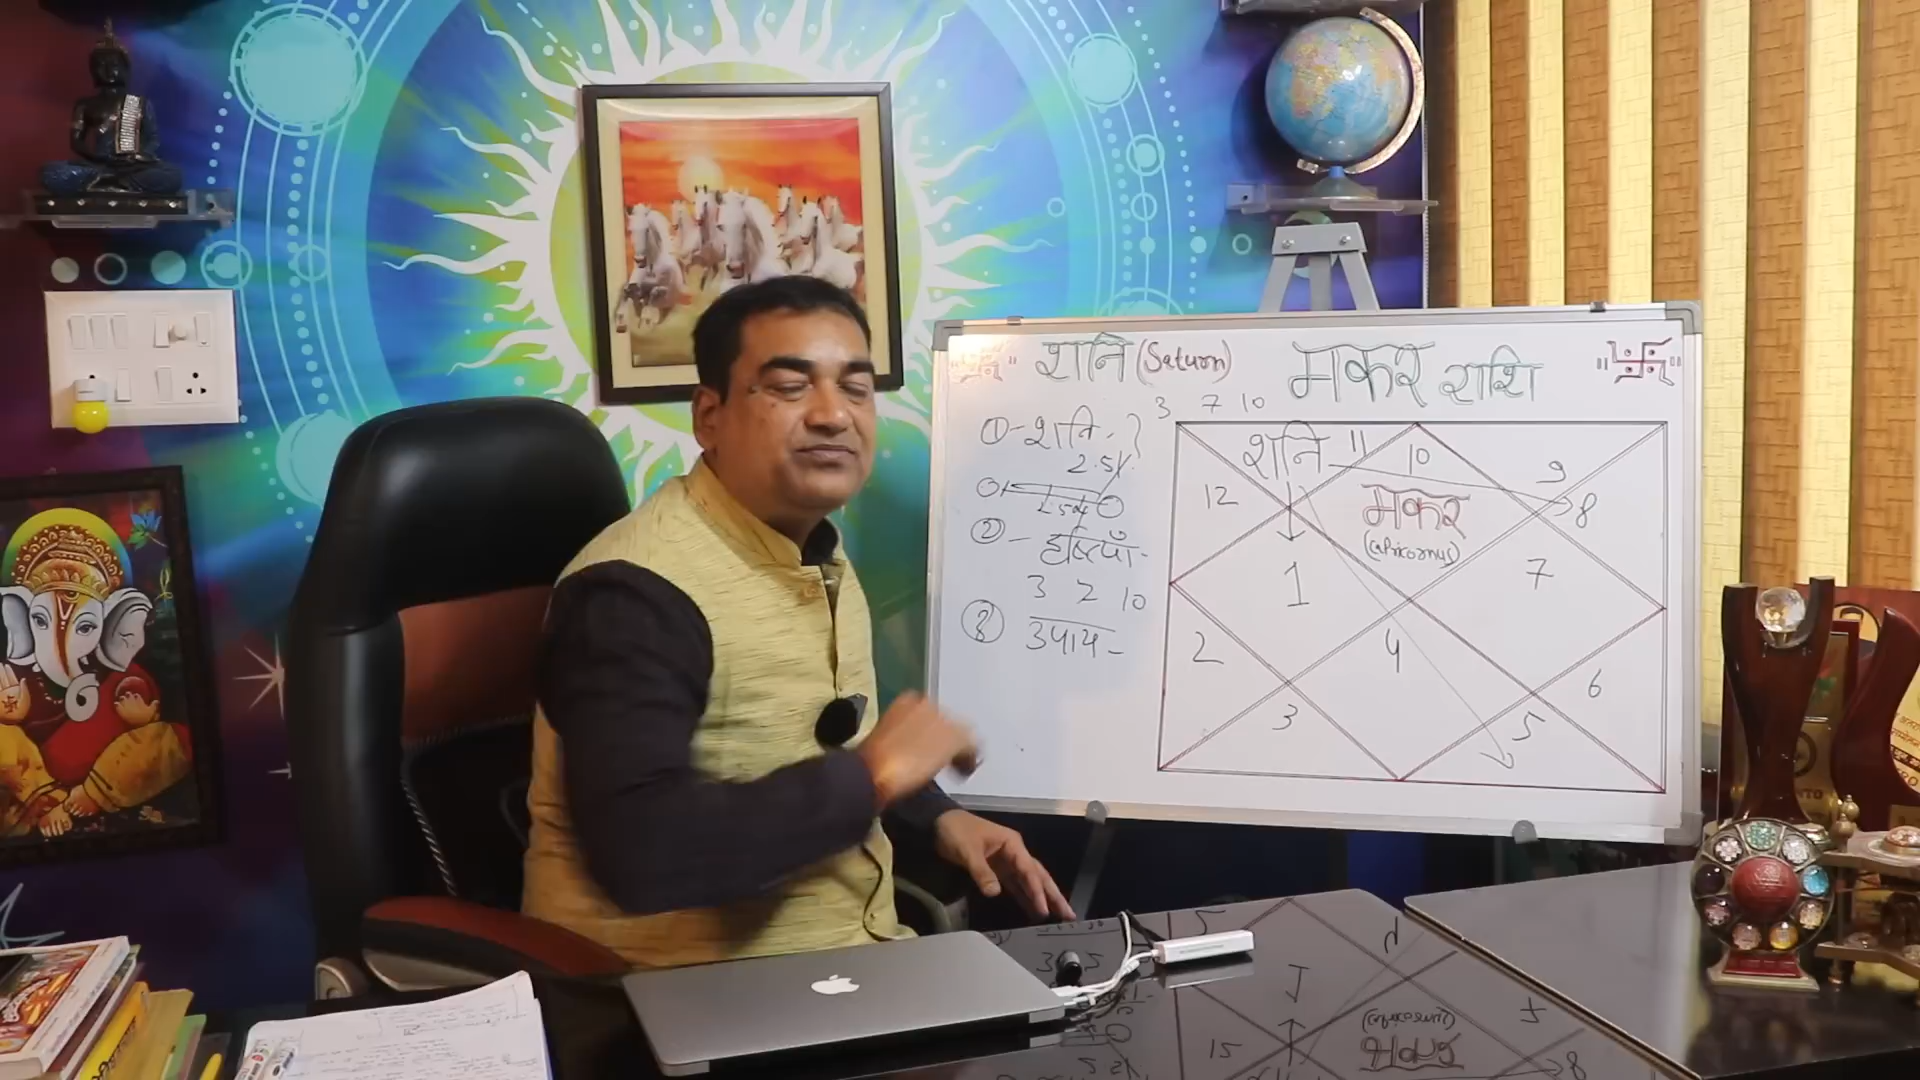 शनि (Saturn) मकर राशि
3 7 10
① - शनि - ?
2.5
② - दृष्टियाँ -
3 7 10
③ उपाय -
शनि 11
10
9
12
मकर
8
(Capricornus)
1
7
2
4
6
3
5